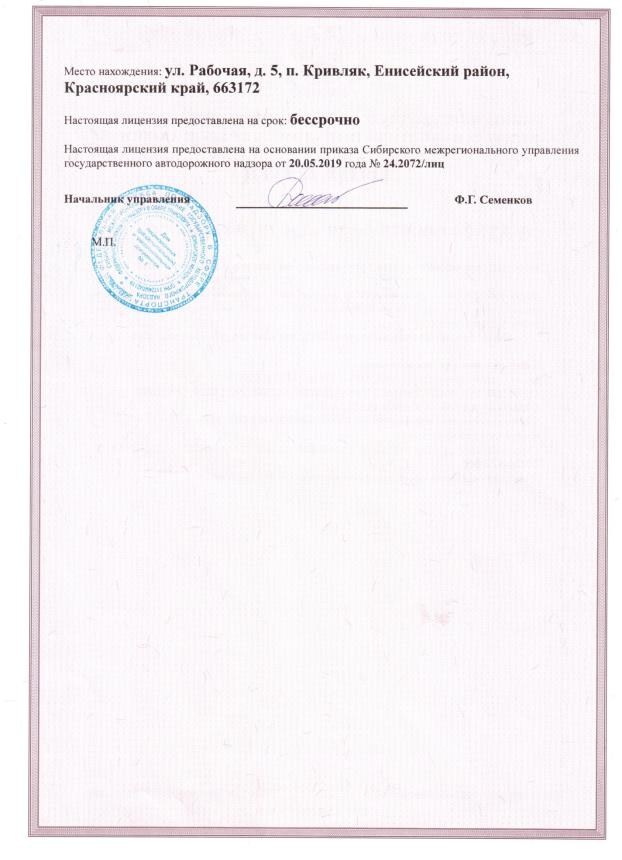 Место нахождения: ул. Рабочая, д. 5, п. Кривляк, Енисейский район,
Красноярский край, 663172
Настоящая лицензия предоставлена на срок: бессрочно
Настоящая лицензия предоставлена на основании приказа Сибирского межрегионального управления
государственного автодорожного надзора от 20.05.2019 года № 24.2072/лиц
Начальник управления Ф.Г. Семенков
М.П.